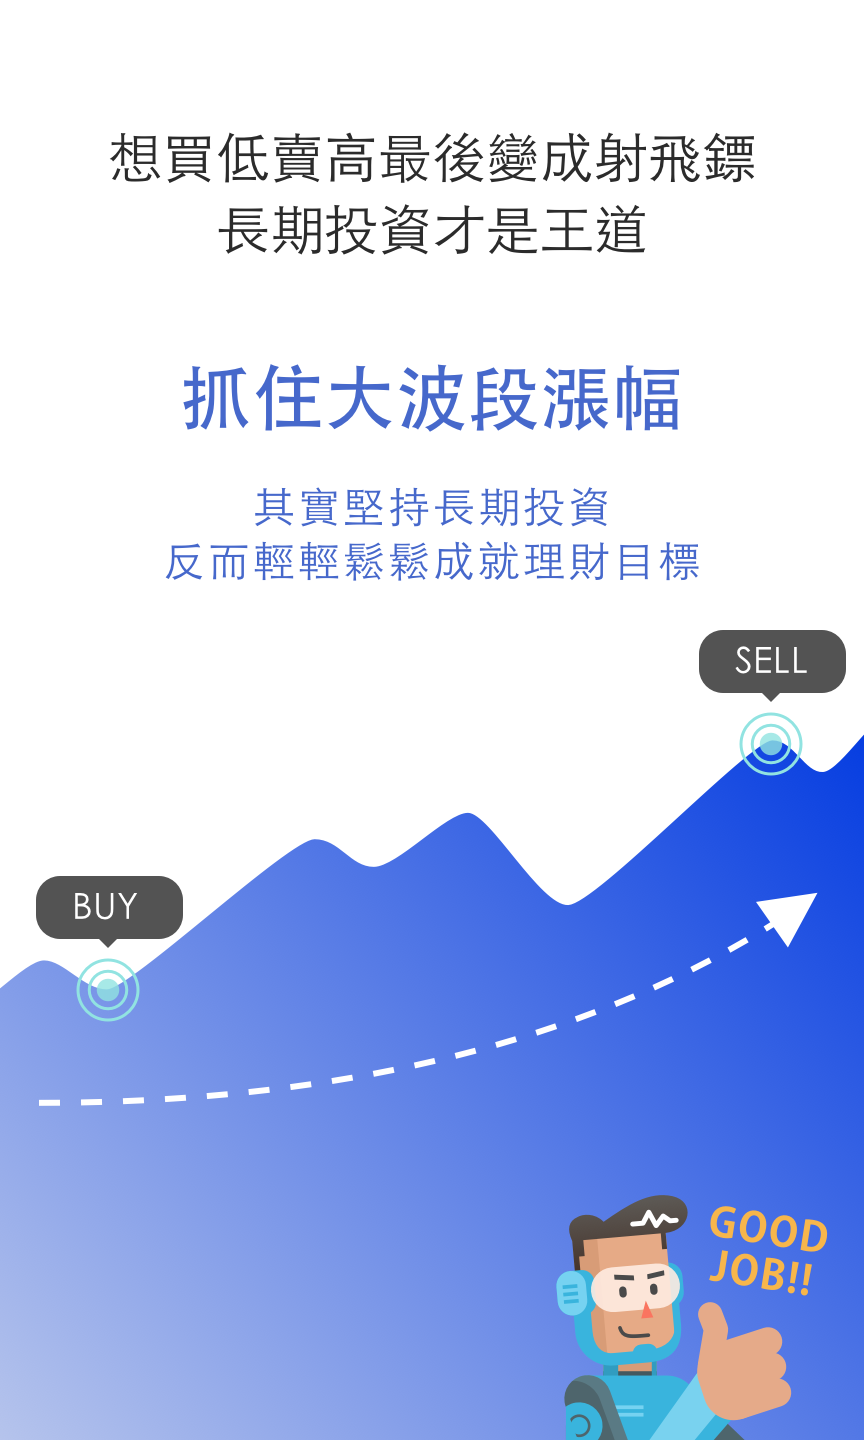 想買低賣高最後變成射飛鏢
長期投資才是王道
抓住大波段漲幅
其實堅持長期投資
反而輕輕鬆鬆成就理財目標
SELL
BUY
GOOD
JOB!!